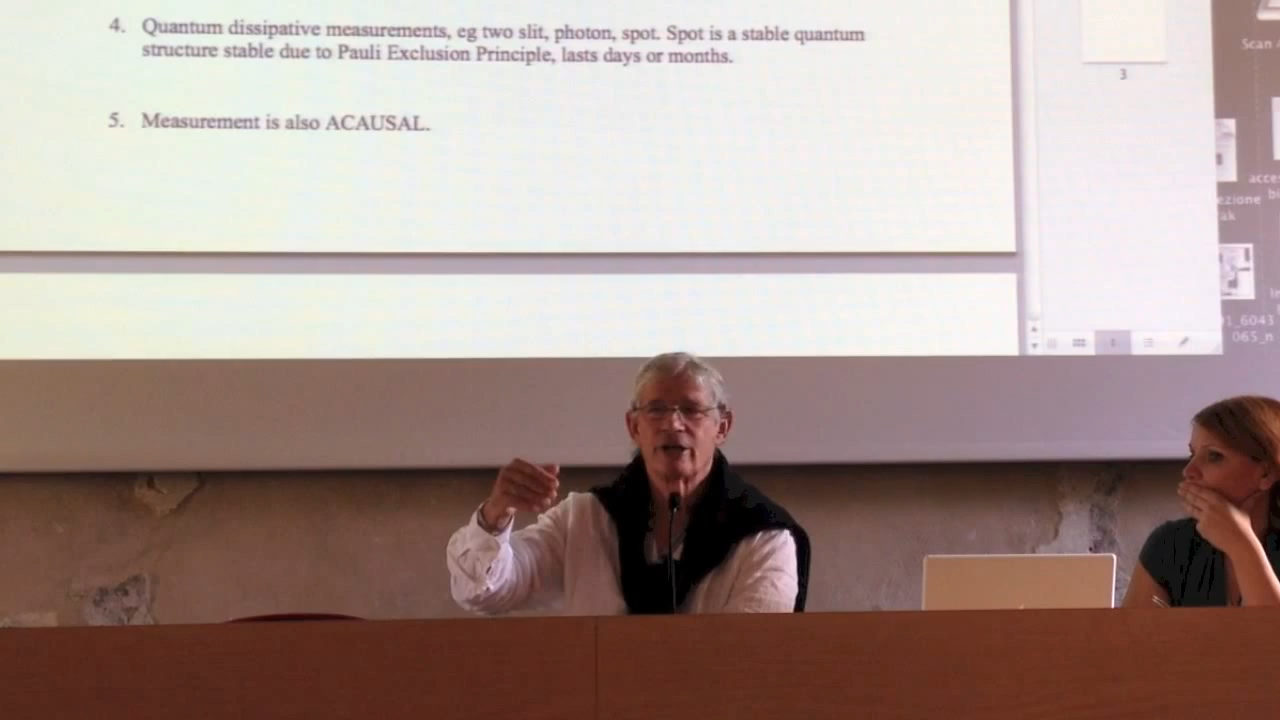 4. Quantum dissipative measurements, eg two slit, photon, spot. Spot is a stable quantum
structure stable due to Pauli Exclusion Principle, lasts days or months.
5. Measurement is also ACAUSAL.
3
Scan
065_n